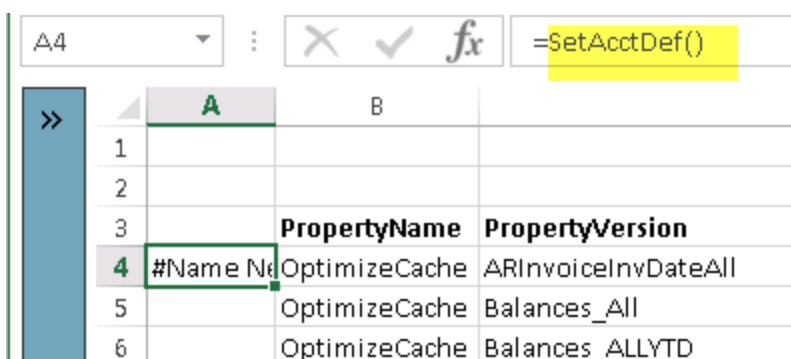 A4 fx =SetAcctDef()
» A B
1
2
3 PropertyName PropertyVersion
4 #Name Ne OptimizeCache ARInvoiceInvDateAll
5 OptimizeCache Balances_All
6 OptimizeCache Balances_ALLYTD